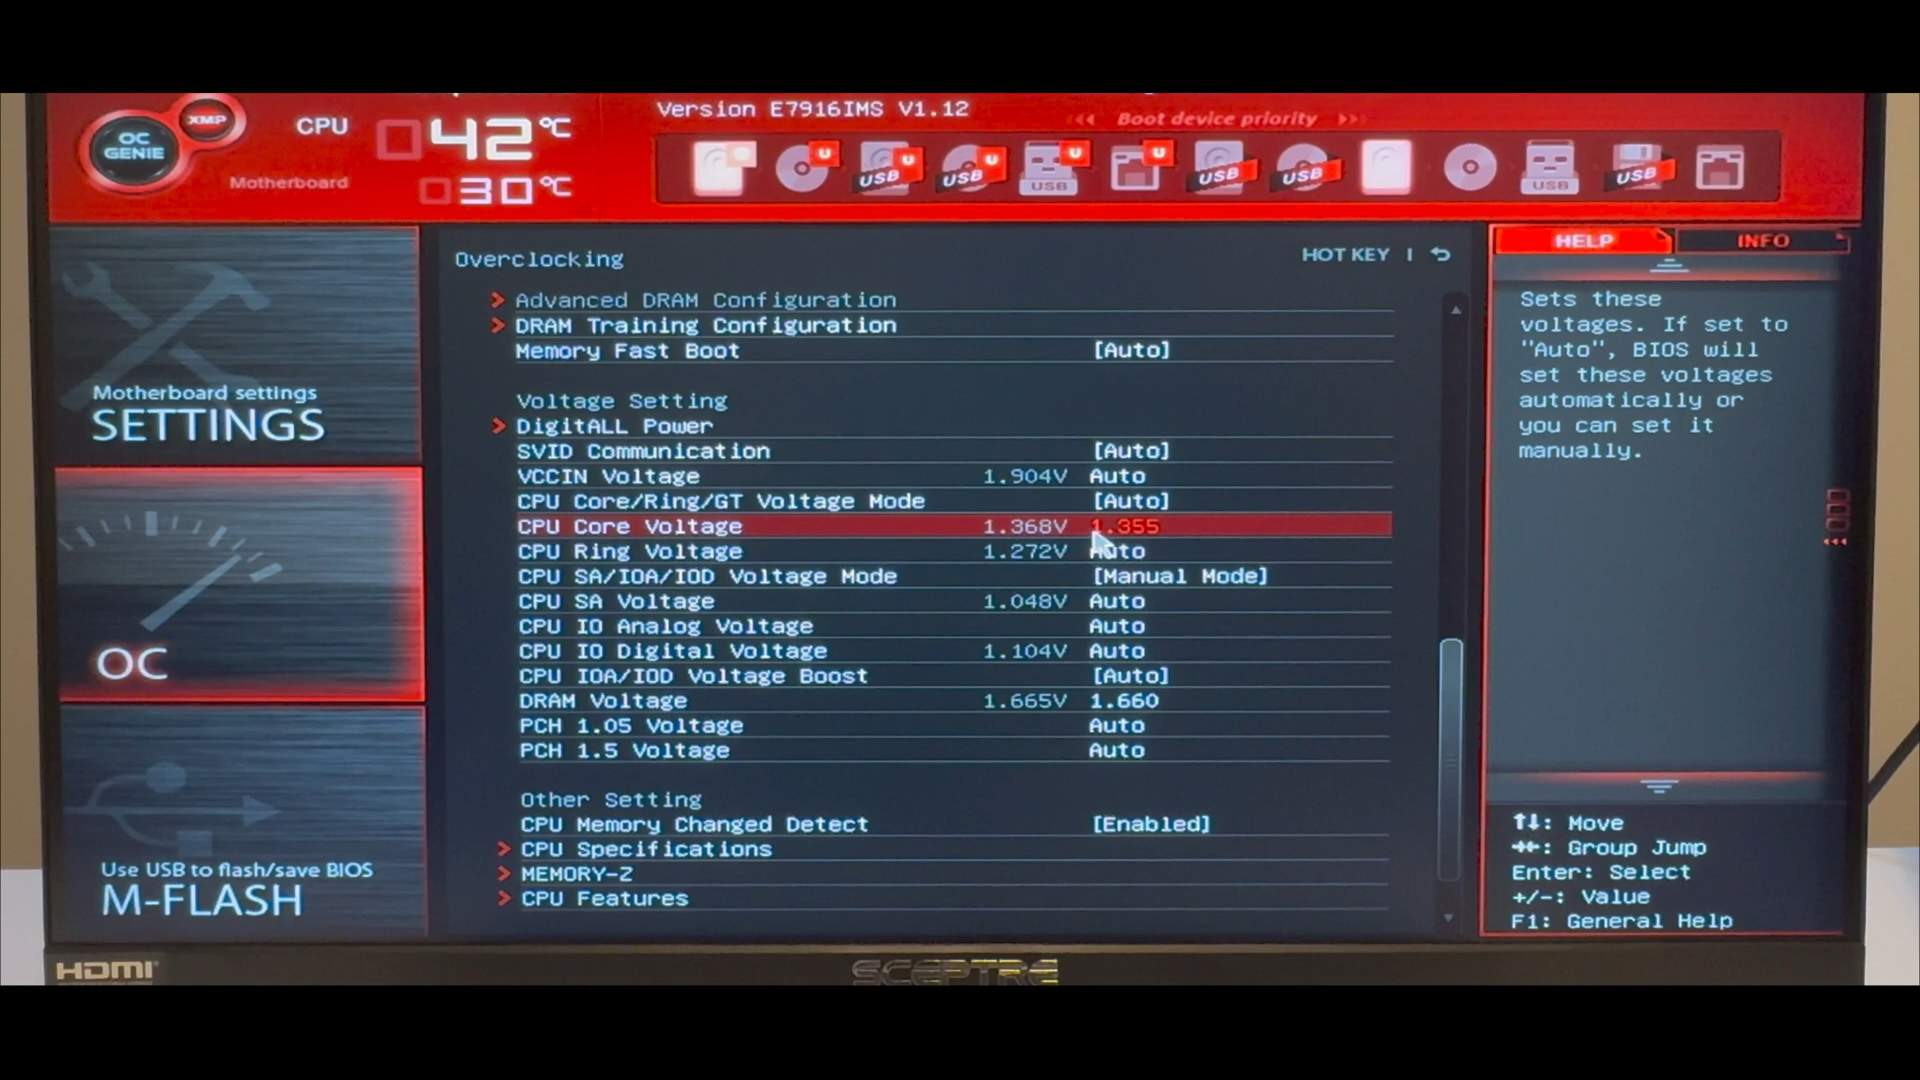 OC GENIE
XMP
CPU 42°C
Motherboard 30°C
Version E7916IMS V1.12
Boot device priority
U U U U U
USB USB USB USB USB USB USB
Motherboard settings
SETTINGS
OC
Use USB to flash/save BIOS
M-FLASH
Overclocking
HOT KEY
Advanced DRAM Configuration
DRAM Training Configuration
Memory Fast Boot [Auto]
Voltage Setting
DigitALL Power
SVID Communication [Auto]
VCCIN Voltage 1.904V Auto
CPU Core/Ring/GT Voltage Mode [Auto]
CPU Core Voltage 1.368V 1.355
CPU Ring Voltage 1.272V Auto
CPU SA/IOA/IOD Voltage Mode [Manual Mode]
CPU SA Voltage 1.048V Auto
CPU IO Analog Voltage Auto
CPU IO Digital Voltage 1.104V Auto
CPU IOA/IOD Voltage Boost [Auto]
DRAM Voltage 1.665V 1.660
PCH 1.05 Voltage Auto
PCH 1.5 Voltage Auto
Other Setting
CPU Memory Changed Detect [Enabled]
CPU Specifications
MEMORY-Z
CPU Features
HELP
INFO
Sets these
voltages. If set to
"Auto", BIOS will
set these voltages
automatically or
you can set it
manually.
↑↓: Move
→←: Group Jump
Enter: Select
+/-: Value
F1: General Help
HDMI
SCEPTRE